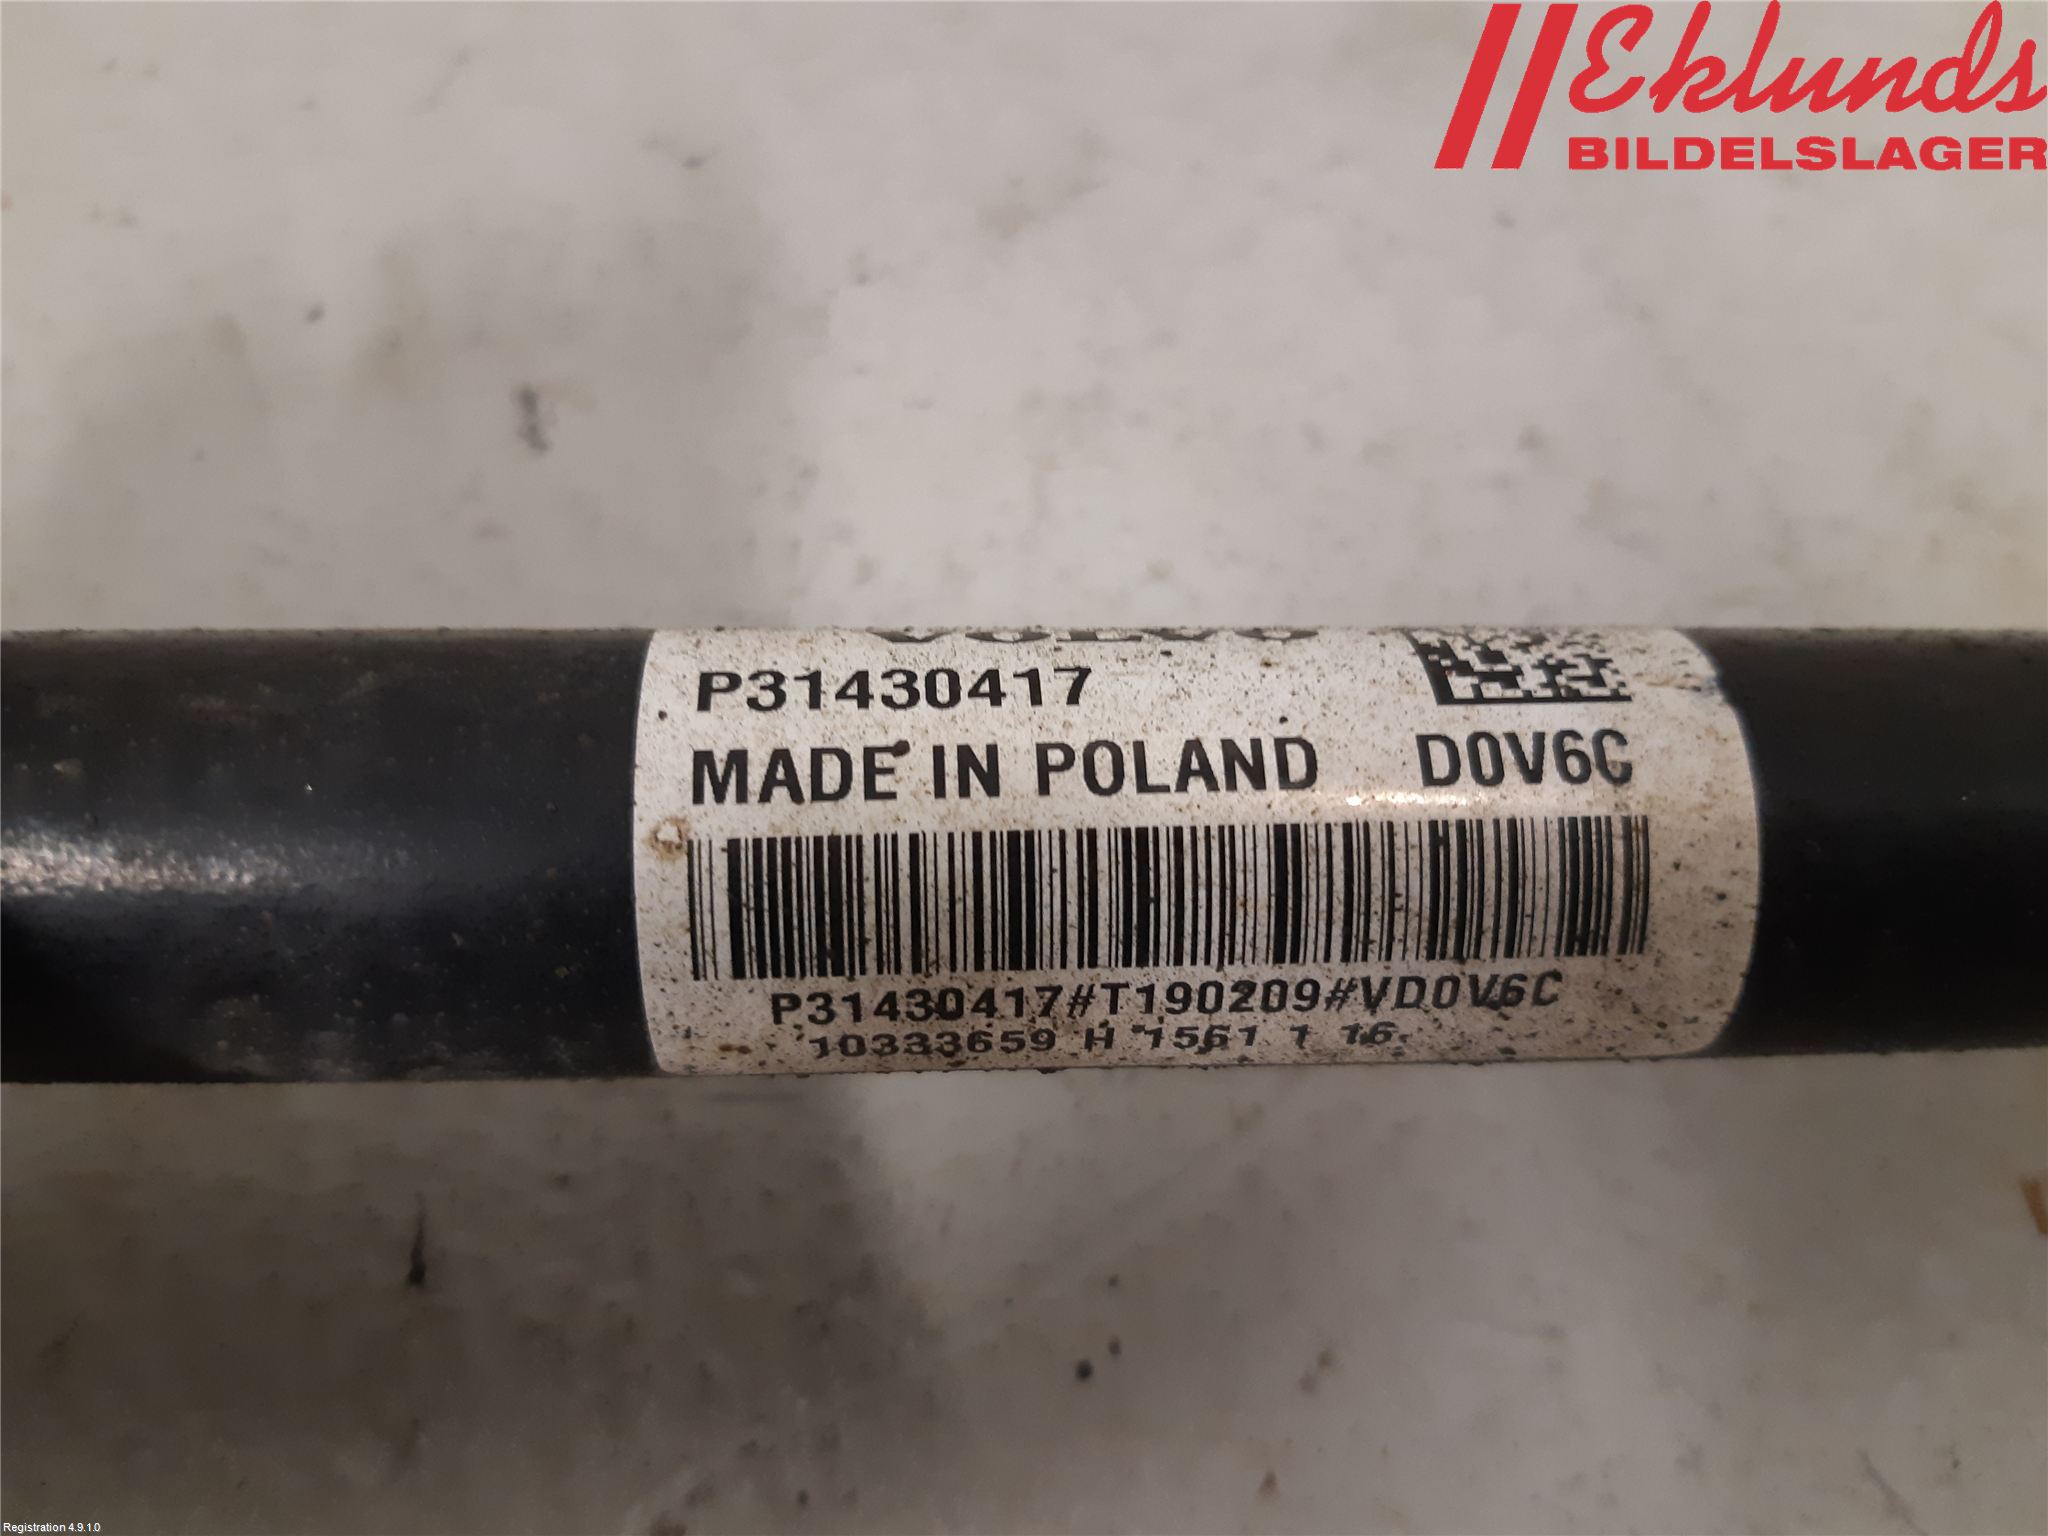 Eklunds
BILDELSLAGER
VOLVO
P31430417
MADE IN POLAND D0V6C
P31430417#T190209#VD0V6C
10333659 H 1561 1 16
Registration 4.9.1.0